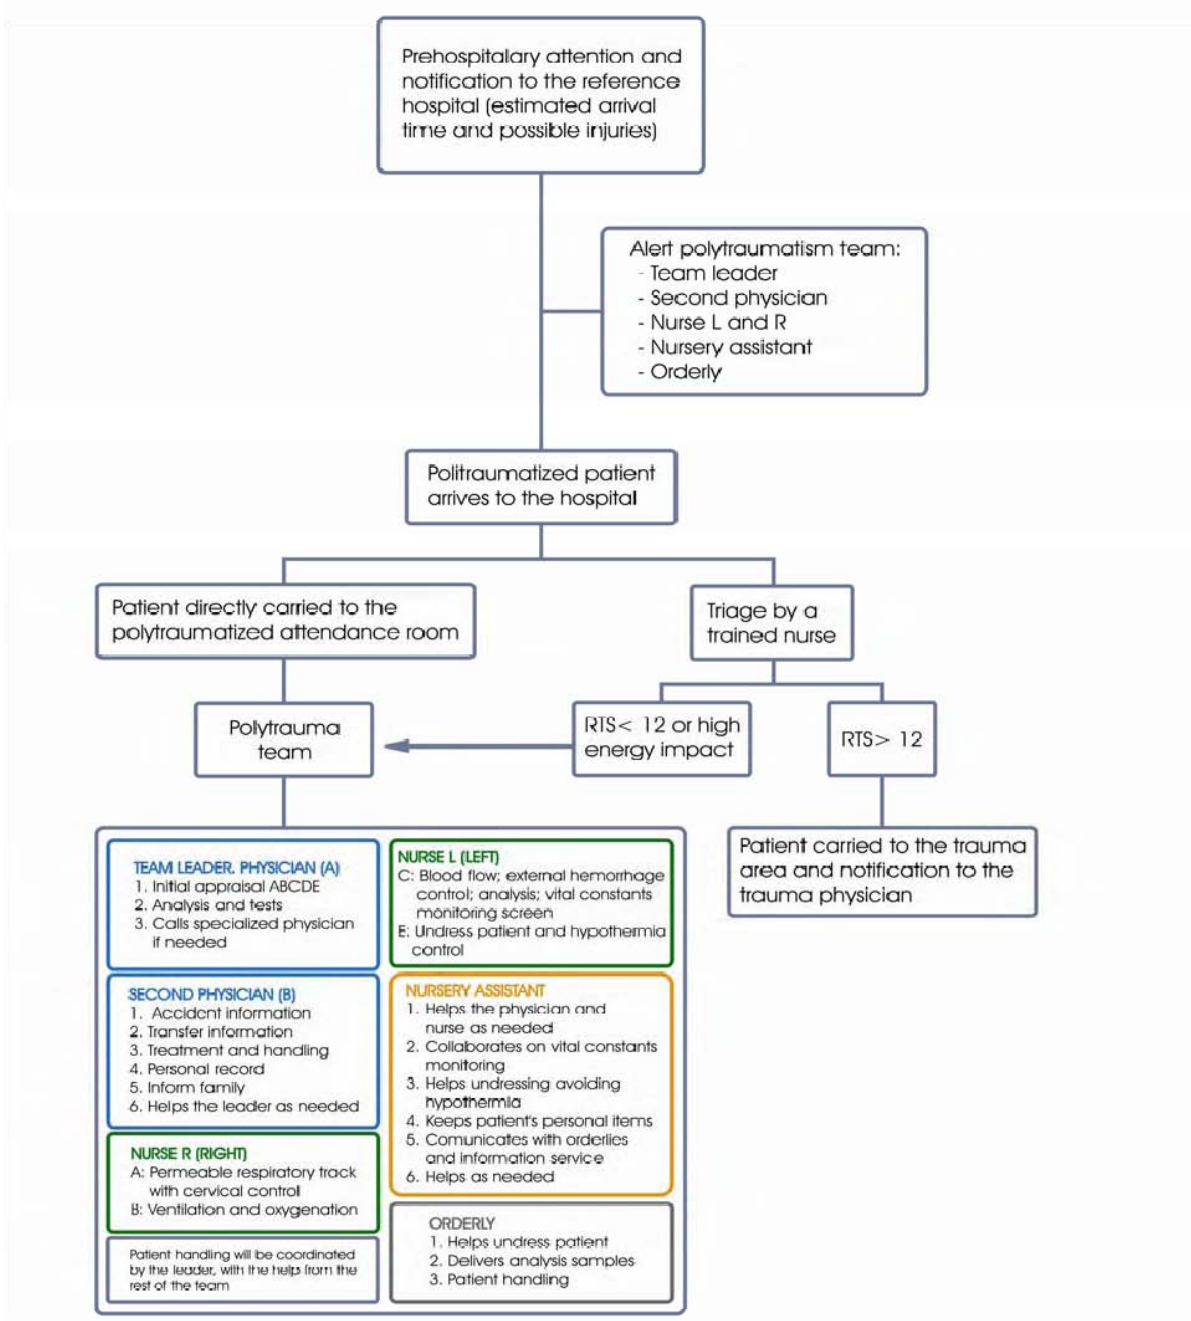 Prehospitalary attention and
notification to the reference
hospital (estimated arrival
time and possible injuries)
Alert polytraumatism team:
- Team leader
- Second physician
- Nurse L and R
- Nursery assistant
- Orderly
Politraumatized patient
arrives to the hospital
Patient directly carried to the
polytraumatized attendance room
Triage by a
trained nurse
Polytrauma
team
RTS< 12 or high
energy impact
RTS> 12
Patient carried to the trauma
area and notification to the
trauma physician
TEAM LEADER. PHYSICIAN (A)
1. Initial appraisal ABCDE
2. Analysis and tests
3. Calls specialized physician
if needed
SECOND PHYSICIAN (B)
1. Accident information
2. Transfer information
3. Treatment and handling
4. Personal record
5. Inform family
6. Helps the leader as needed
NURSE R (RIGHT)
A: Permeable respiratory track
with cervical control
B: Ventilation and oxygenation
Patient handling will be coordinated
by the leader, with the help from the
rest of the team
NURSE L (LEFT)
C: Blood flow; external hemorrhage
control; analysis; vital constants
monitoring screen
E: Undress patient and hypothermia
control
NURSERY ASSISTANT
1. Helps the physician and
nurse as needed
2. Collaborates on vital constants
monitoring
3. Helps undressing avoiding
hypothermia
4. Keeps patient's personal items
5. Comunicates with orderlies
and information service
6. Helps as needed
ORDERLY
1. Helps undress patient
2. Delivers analysis samples
3. Patient handling